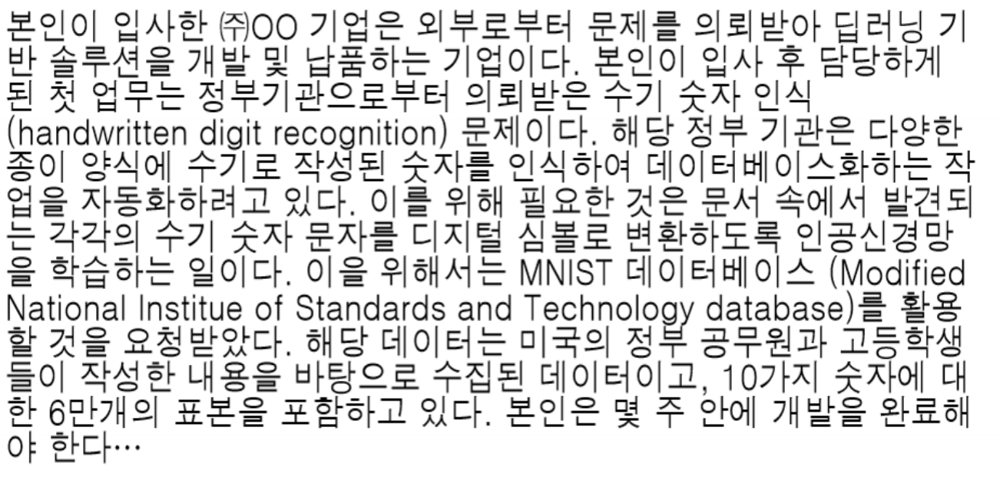 본인이 입사한 ㈜OO 기업은 외부로부터 문제를 의뢰받아 딥러닝 기
반 솔루션을 개발 및 납품하는 기업이다. 본인이 입사 후 담당하게
된 첫 업무는 정부기관으로부터 의뢰받은 수기 숫자 인식
(handwritten digit recognition) 문제이다. 해당 정부 기관은 다양한
종이 양식에 수기로 작성된 숫자를 인식하여 데이터베이스화하는 작
업을 자동화하려고 있다. 이를 위해 필요한 것은 문서 속에서 발견되
는 각각의 수기 숫자 문자를 디지털 심볼로 변환하도록 인공신경망
을 학습하는 일이다. 이을 위해서는 MNIST 데이터베이스 (Modified
National Institue of Standards and Technology database)를 활용
할 것을 요청받았다. 해당 데이터는 미국의 정부 공무원과 고등학생
들이 작성한 내용을 바탕으로 수집된 데이터이고, 10가지 숫자에 대
한 6만개의 표본을 포함하고 있다. 본인은 몇 주 안에 개발을 완료해
야 한다…